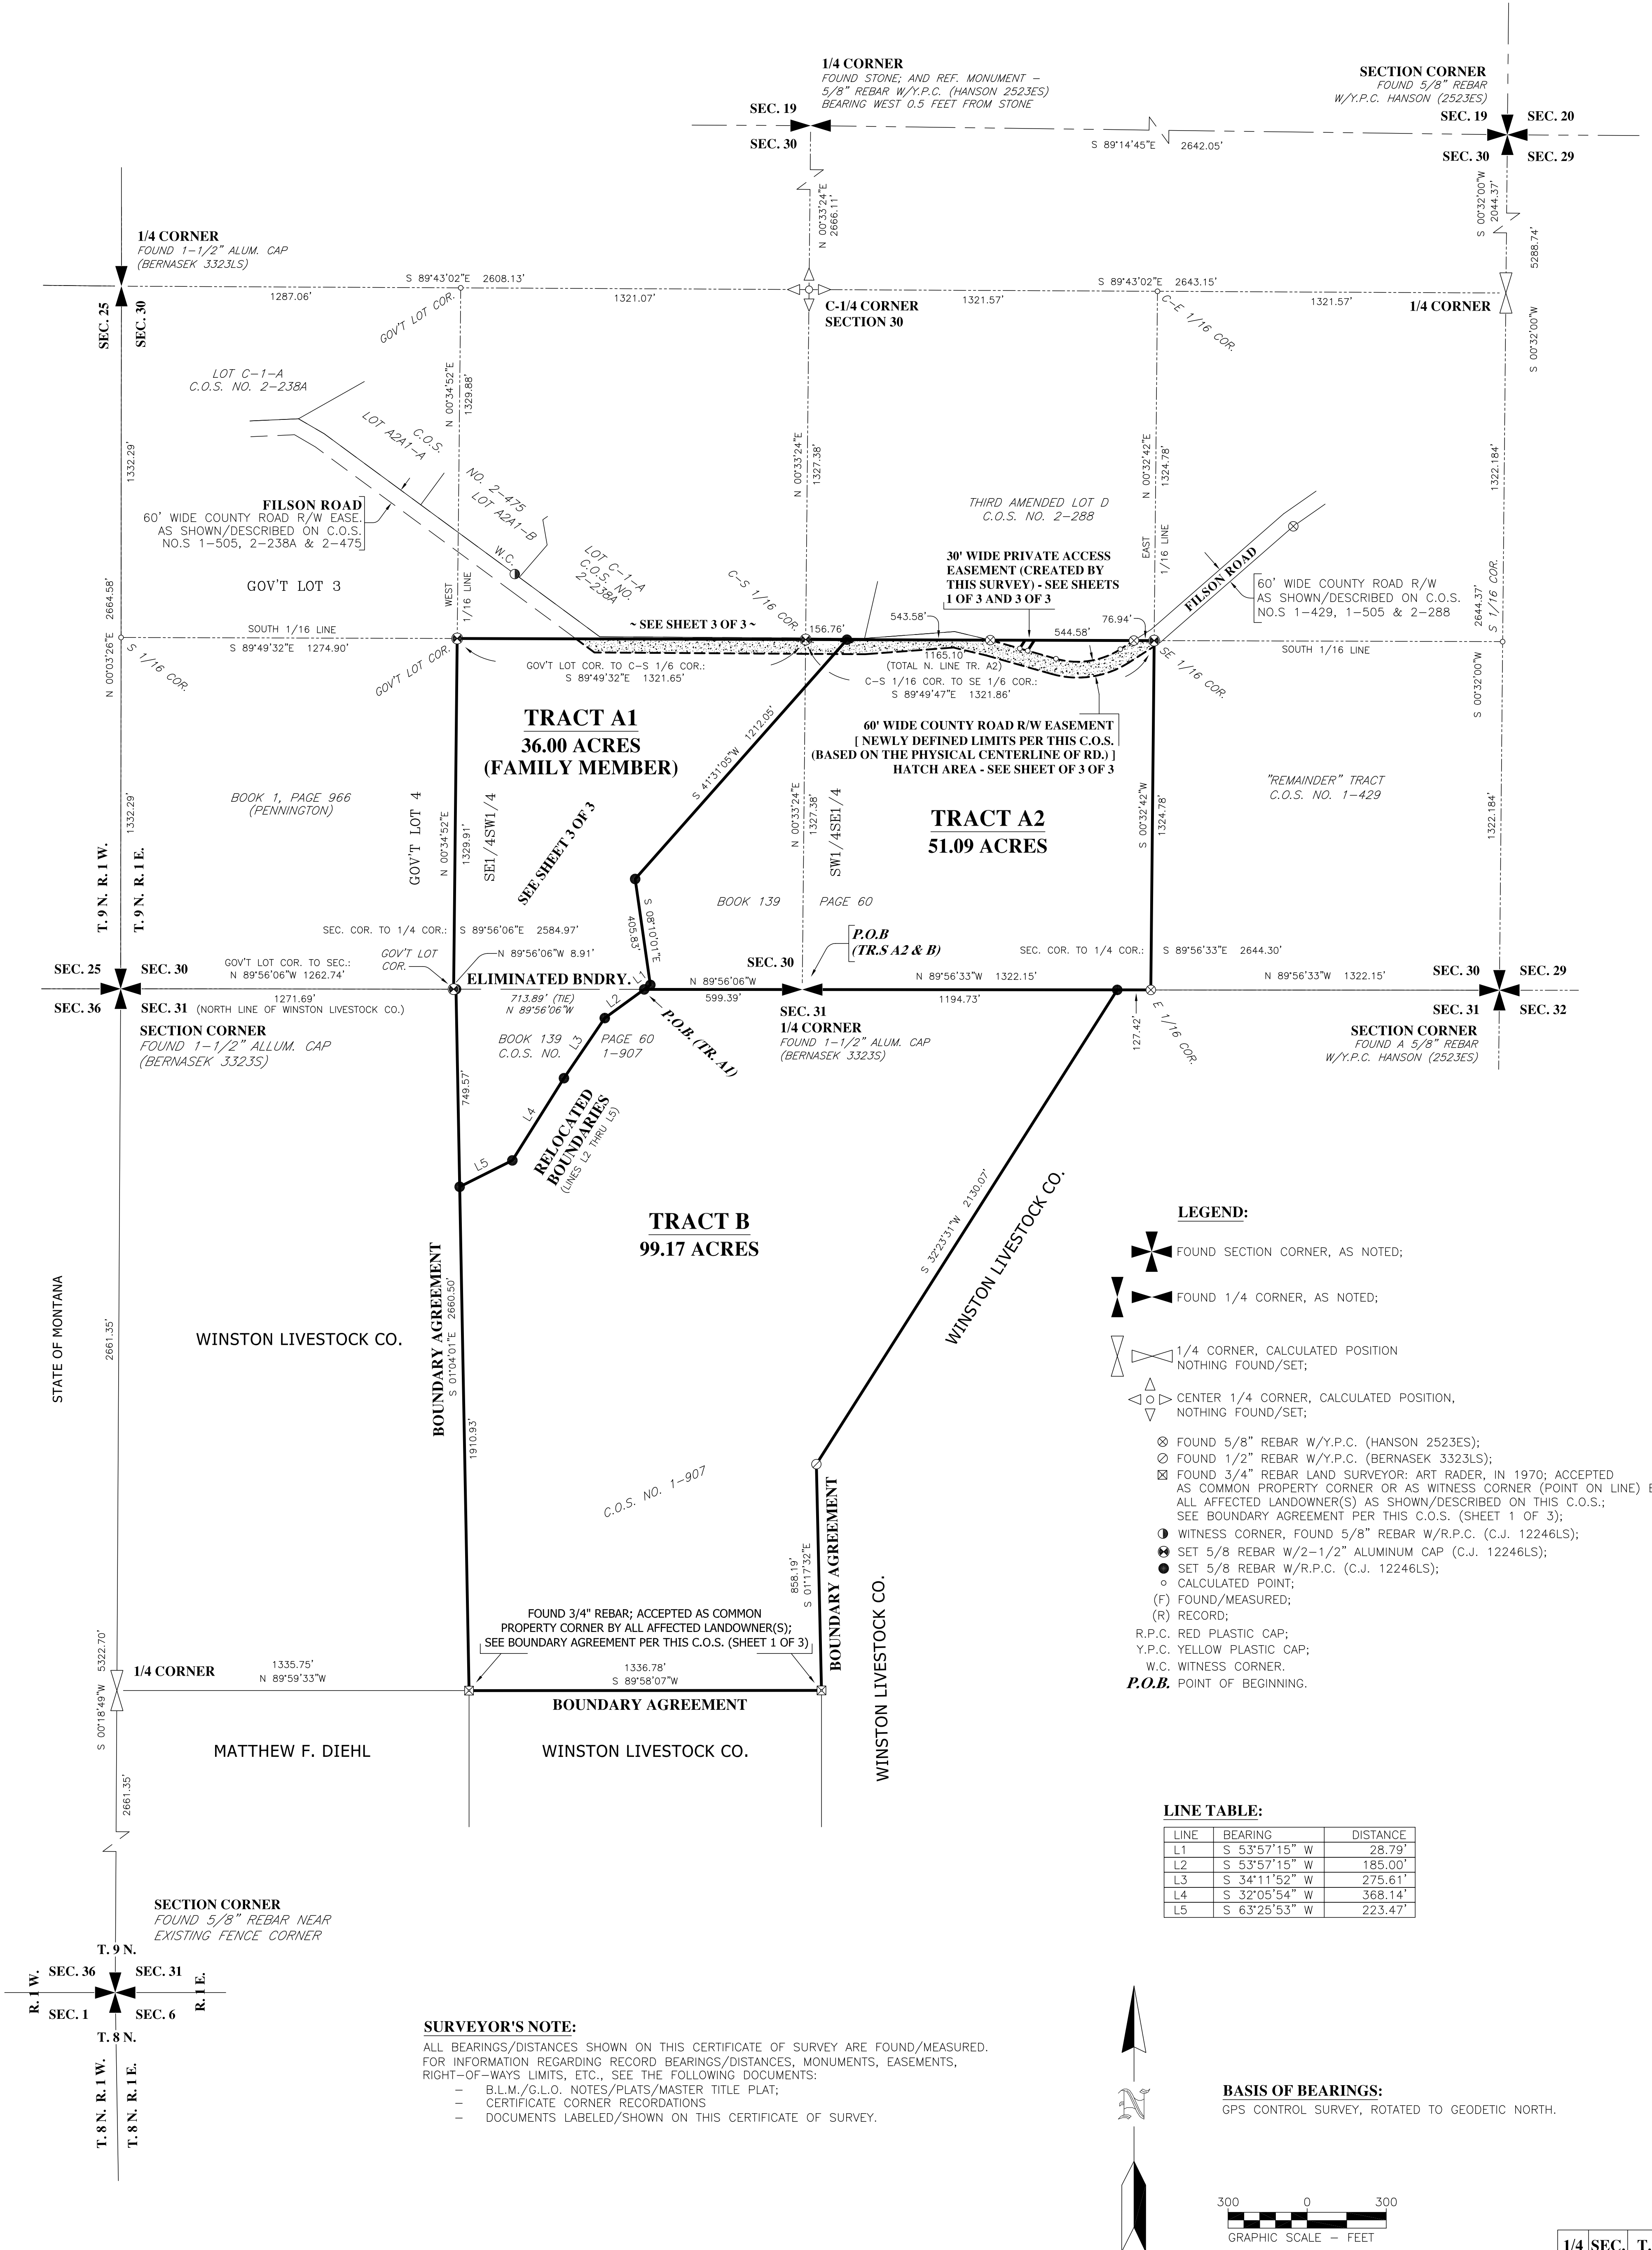 1/4 CORNER
FOUND STONE; AND REF. MONUMENT –
5/8" REBAR W/Y.P.C. (HANSON 2523ES)
BEARING WEST 0.5 FEET FROM STONE
SECTION CORNER
FOUND 5/8" REBAR
W/Y.P.C. HANSON (2523ES)
SEC. 19
SEC. 30
SEC. 19
SEC. 20
SEC. 30
SEC. 29
S 89°14'45"E 2642.05'
N 00°33'24"E
2666.11'
S 00°32'00"W
2044.37'
5288.74'
S 00°32'00"W
1/4 CORNER
FOUND 1-1/2" ALUM. CAP
(BERNASEK 3323LS)
SEC. 25
SEC. 30
S 89°43'02"E 2608.13'
1287.06'
GOV'T LOT COR.
1321.07'
C-1/4 CORNER
SECTION 30
S 89°43'02"E 2643.15'
1321.57'
1321.57'
C-E 1/16 COR.
1/4 CORNER
LOT C-1-A
C.O.S. NO. 2-238A
1332.29'
N 00°34'52"E
1329.88'
LOT A2A1-A
C.O.S.
NO. 2-475
LOT A2A1-B
FILSON ROAD
60' WIDE COUNTY ROAD R/W EASE.
AS SHOWN/DESCRIBED ON C.O.S.
NO.S 1-505, 2-238A & 2-475
W.C.
LOT C-1-A
C.O.S. NO.
2-238A
GOV'T LOT 3
WEST
1/16 LINE
N 00°33'24"E
1327.38'
C-S 1/16 COR.
THIRD AMENDED LOT D
C.O.S. NO. 2-288
N 00°32'42"E
1324.78'
EAST
1/16 LINE
1322.184'
30' WIDE PRIVATE ACCESS
EASEMENT (CREATED BY
THIS SURVEY) - SEE SHEETS
1 OF 3 AND 3 OF 3
FILSON ROAD
60' WIDE COUNTY ROAD R/W
AS SHOWN/DESCRIBED ON C.O.S.
NO.S 1-429, 1-505 & 2-288
N 00°03'26"E 2664.58'
S 1/16 COR.
SOUTH 1/16 LINE
S 89°49'32"E 1274.90'
GOV'T LOT COR.
~ SEE SHEET 3 OF 3 ~
156.76'
543.58'
544.58'
76.94'
1165.10'
(TOTAL N. LINE TR. A2)
SE 1/16 COR.
SOUTH 1/16 LINE
2644.37'
S 1/16 COR.
S 00°32'00"W
GOV'T LOT COR. TO C-S 1/6 COR.:
S 89°49'32"E 1321.65'
C-S 1/16 COR. TO SE 1/6 COR.:
S 89°49'47"E 1321.86'
60' WIDE COUNTY ROAD R/W EASEMENT
[ NEWLY DEFINED LIMITS PER THIS C.O.S.
(BASED ON THE PHYSICAL CENTERLINE OF RD.) ]
HATCH AREA - SEE SHEET OF 3 OF 3
TRACT A1
36.00 ACRES
(FAMILY MEMBER)
S 41°31'05"W 1212.05'
BOOK 1, PAGE 966
(PENNINGTON)
1332.29'
GOV'T LOT 4
N 00°34'52"E
1329.91'
SE1/4SW1/4
SEE SHEET 3 OF 3
N 00°33'24"E
1327.38'
SW1/4SE1/4
TRACT A2
51.09 ACRES
S 00°32'42"W
1324.78'
"REMAINDER" TRACT
C.O.S. NO. 1-429
1322.184'
T. 9 N. R. 1 W.
T. 9 N. R. 1 E.
S 08°10'01"E
405.83'
BOOK 139 PAGE 60
P.O.B
(TR.S A2 & B)
SEC. COR. TO 1/4 COR.: S 89°56'06"E 2584.97'
SEC. COR. TO 1/4 COR.: S 89°56'33"E 2644.30'
GOV'T LOT COR. TO SEC.:
N 89°56'06"W 1262.74'
GOV'T LOT
COR.
N 89°56'06"W 8.91'
SEC. 25
SEC. 30
SEC. 36
SEC. 31
1271.69'
(NORTH LINE OF WINSTON LIVESTOCK CO.)
ELIMINATED BNDRY.
713.89' (TIE)
N 89°56'06"W
L1
N 89°56'06"W
599.39'
SEC. 30
SEC. 31
1/4 CORNER
FOUND 1-1/2" ALUM. CAP
(BERNASEK 3323S)
N 89°56'33"W 1322.15'
1194.73'
127.42'
E 1/16 COR.
N 89°56'33"W 1322.15'
SEC. 30
SEC. 29
SEC. 31
SEC. 32
SECTION CORNER
FOUND A 5/8" REBAR
W/Y.P.C. HANSON (2523ES)
SECTION CORNER
FOUND 1-1/2" ALLUM. CAP
(BERNASEK 3323S)
L2
P.O.B. (TR. A1)
BOOK 139 PAGE 60
C.O.S. NO. 1-907
L3
749.57'
L4
RELOCATED
BOUNDARIES
(LINES L2 THRU L5)
L5
TRACT B
99.17 ACRES
S 32°23'31"W 2130.07'
WINSTON LIVESTOCK CO.
STATE OF MONTANA
2661.35'
WINSTON LIVESTOCK CO.
BOUNDARY AGREEMENT
S 01°04'01"E 2660.50'
1910.93'
C.O.S. NO. 1-907
858.19'
S 01°17'32"E
BOUNDARY AGREEMENT
WINSTON LIVESTOCK CO.
LEGEND:
FOUND SECTION CORNER, AS NOTED;
FOUND 1/4 CORNER, AS NOTED;
1/4 CORNER, CALCULATED POSITION
NOTHING FOUND/SET;
CENTER 1/4 CORNER, CALCULATED POSITION,
NOTHING FOUND/SET;
FOUND 5/8" REBAR W/Y.P.C. (HANSON 2523ES);
FOUND 1/2" REBAR W/Y.P.C. (BERNASEK 3323LS);
FOUND 3/4" REBAR LAND SURVEYOR: ART RADER, IN 1970; ACCEPTED
AS COMMON PROPERTY CORNER OR AS WITNESS CORNER (POINT ON LINE)
ALL AFFECTED LANDOWNER(S) AS SHOWN/DESCRIBED ON THIS C.O.S.;
SEE BOUNDARY AGREEMENT PER THIS C.O.S. (SHEET 1 OF 3);
WITNESS CORNER, FOUND 5/8" REBAR W/R.P.C. (C.J. 12246LS);
SET 5/8 REBAR W/2-1/2" ALUMINUM CAP (C.J. 12246LS);
SET 5/8 REBAR W/R.P.C. (C.J. 12246LS);
CALCULATED POINT;
(F) FOUND/MEASURED;
(R) RECORD;
R.P.C. RED PLASTIC CAP;
Y.P.C. YELLOW PLASTIC CAP;
W.C. WITNESS CORNER.
P.O.B. POINT OF BEGINNING.
FOUND 3/4" REBAR; ACCEPTED AS COMMON
PROPERTY CORNER BY ALL AFFECTED LANDOWNER(S);
SEE BOUNDARY AGREEMENT PER THIS C.O.S. (SHEET 1 OF 3)
1/4 CORNER
1335.75'
N 89°59'33"W
1336.78'
S 89°58'07"W
BOUNDARY AGREEMENT
S 00°18'49"W 5322.70'
2661.35'
MATTHEW F. DIEHL
WINSTON LIVESTOCK CO.
LINE TABLE:
LINE BEARING DISTANCE
L1 S 53°57'15" W 28.79'
L2 S 53°57'15" W 185.00'
L3 S 34°11'52" W 275.61'
L4 S 32°05'54" W 368.14'
L5 S 63°25'53" W 223.47'
SECTION CORNER
FOUND 5/8" REBAR NEAR
EXISTING FENCE CORNER
T. 9 N.
R. 1 W.
SEC. 36
SEC. 31
R. 1 E.
SEC. 1
SEC. 6
T. 8 N.
T. 8 N. R. 1 W.
T. 8 N. R. 1 E.
SURVEYOR'S NOTE:
ALL BEARINGS/DISTANCES SHOWN ON THIS CERTIFICATE OF SURVEY ARE FOUND/MEASURED.
FOR INFORMATION REGARDING RECORD BEARINGS/DISTANCES, MONUMENTS, EASEMENTS,
RIGHT-OF-WAYS LIMITS, ETC., SEE THE FOLLOWING DOCUMENTS:
– B.L.M./G.L.O. NOTES/PLATS/MASTER TITLE PLAT;
– CERTIFICATE CORNER RECORDATIONS
– DOCUMENTS LABELED/SHOWN ON THIS CERTIFICATE OF SURVEY.
N
BASIS OF BEARINGS:
GPS CONTROL SURVEY, ROTATED TO GEODETIC NORTH.
300 0 300
GRAPHIC SCALE – FEET
1/4 SEC. T.